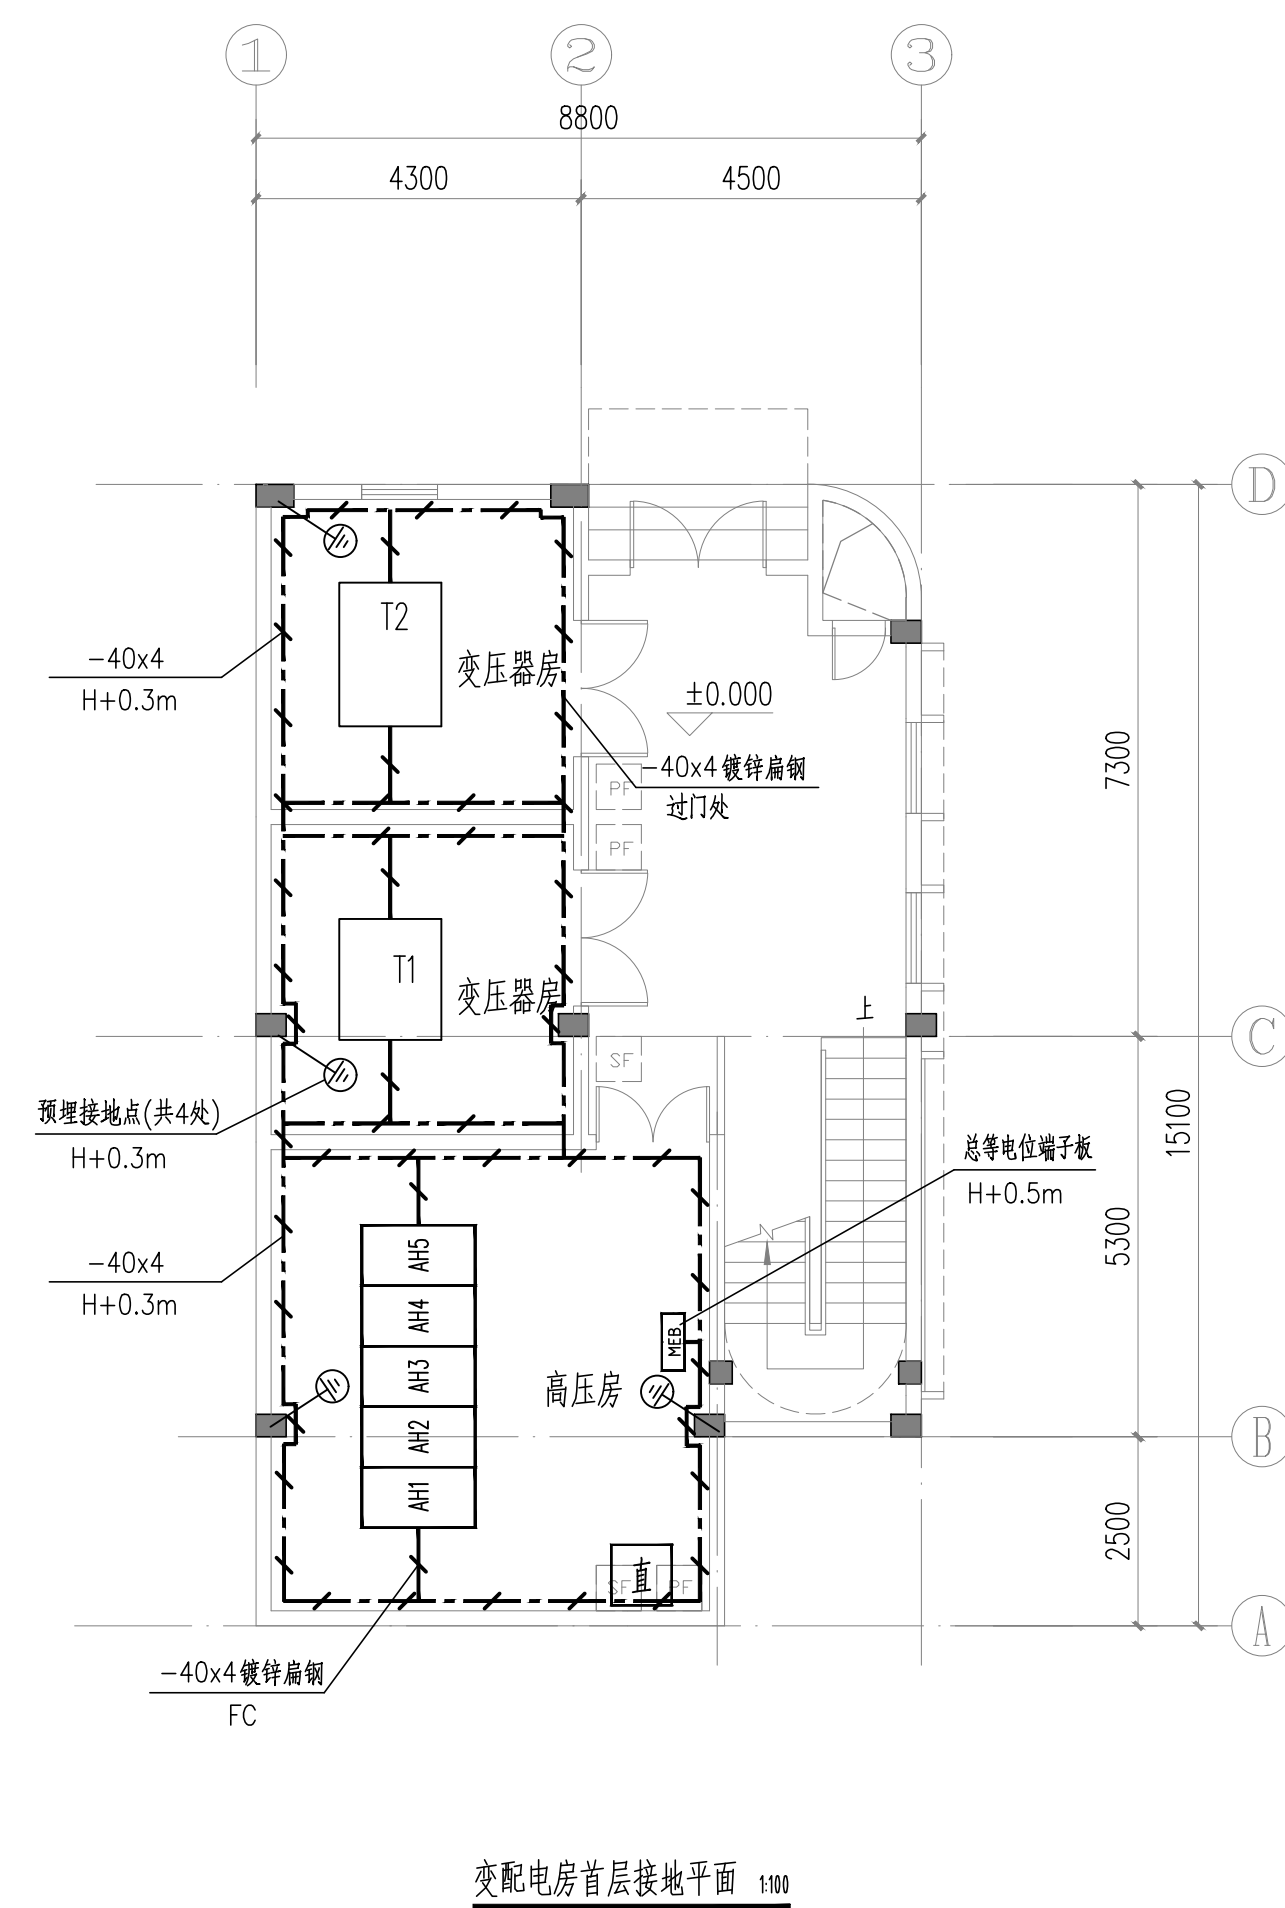 1
2
3
8800
4300
4500
D
T2
-40x4
H+0.3m
变压器房
±0.000
-40x4镀锌扁钢
过门处
PF
PF
7300
T1
变压器房
上
C
SF
预埋接地点(共4处)
H+0.3m
15100
总等电位端子板
H+0.5m
5300
-40x4
H+0.3m
AH5
AH4
AH3
AH2
AH1
MEB
N
高压房
B
2500
直
SF
PF
A
-40x4镀锌扁钢
FC
变配电房首层接地平面 1:100